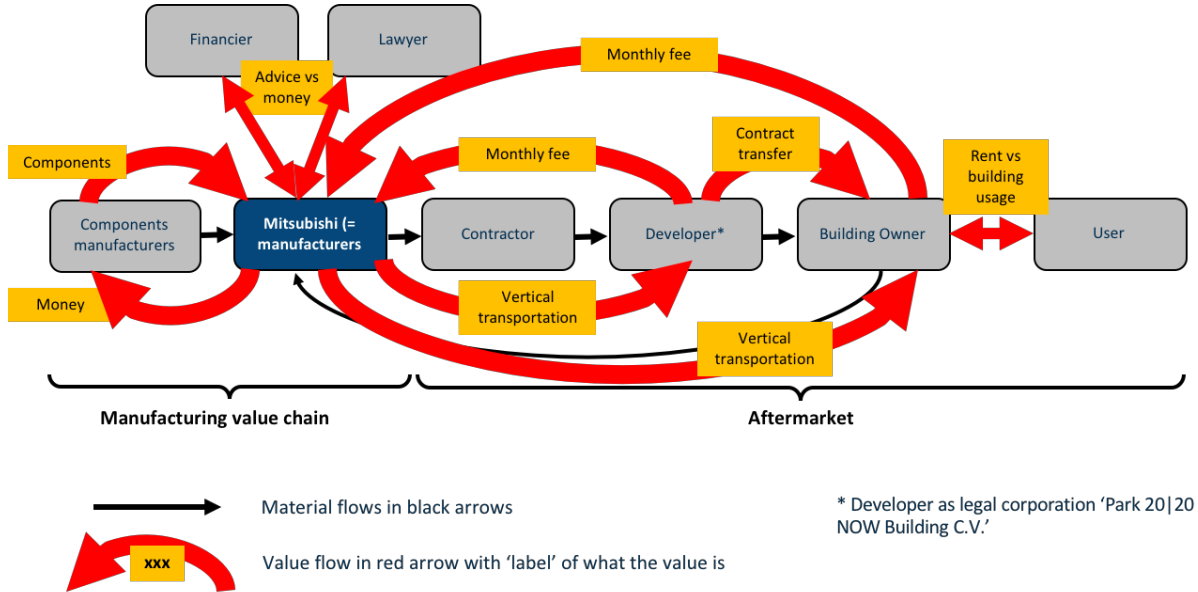 Financier
Lawyer
Monthly fee
Advice vs
money
Contract
transfer
Components
Monthly fee
Rent vs
building
usage
Components
manufacturers
Mitsubishi (=
manufacturers
Contractor
Developer*
Building Owner
User
Money
Vertical
transportation
Vertical
transportation
Manufacturing value chain
Aftermarket
Material flows in black arrows
* Developer as legal corporation ‘Park 20|20
NOW Building C.V.’
xxx
Value flow in red arrow with ‘label’ of what the value is